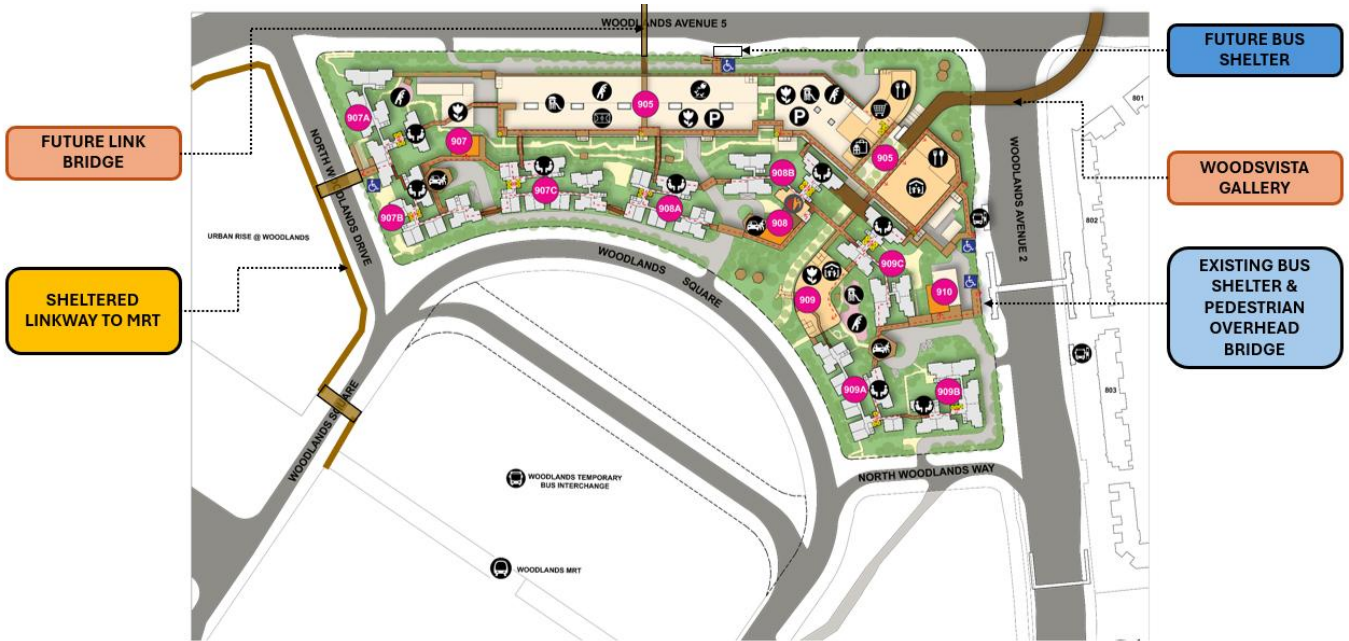 WOODLANDS AVENUE 5
FUTURE BUS
SHELTER
FUTURE LINK
BRIDGE
WOODSVISTA
GALLERY
SHELTERED
LINKWAY TO MRT
EXISTING BUS
SHELTER &
PEDESTRIAN
OVERHEAD
BRIDGE
NORTH WOODLANDS DRIVE
WOODLANDS AVENUE 2
URBAN RISE @ WOODLANDS
WOODLANDS SQUARE
WOODLANDS SQUARE
NORTH WOODLANDS WAY
WOODLANDS TEMPORARY
BUS INTERCHANGE
WOODLANDS MRT
907A
907
907B
907C
905
P
P
908A
908B
908
905
909
909C
910
909A
909B
801
802
803